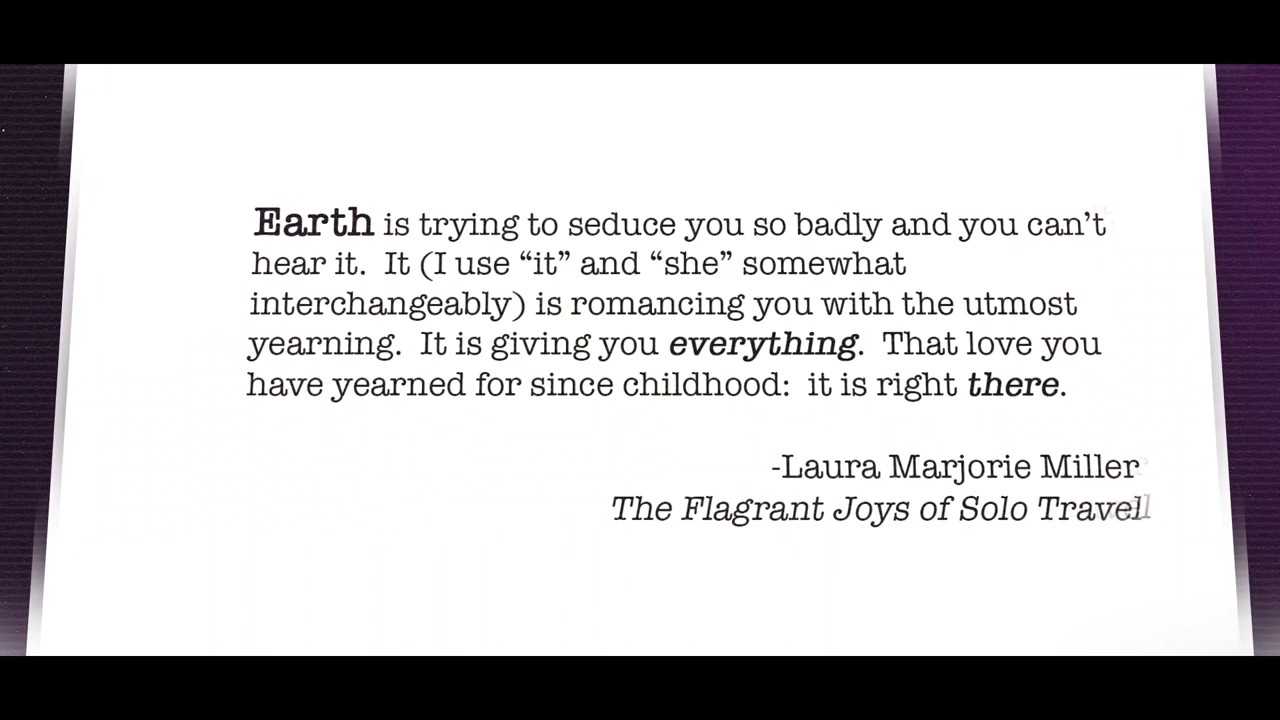 Earth is trying to seduce you so badly and you can’t
hear it.  It (I use “it” and “she” somewhat
interchangeably) is romancing you with the utmost
yearning.  It is giving you everything.  That love you
have yearned for since childhood:  it is right there.
-Laura Marjorie Miller
The Flagrant Joys of Solo Travel